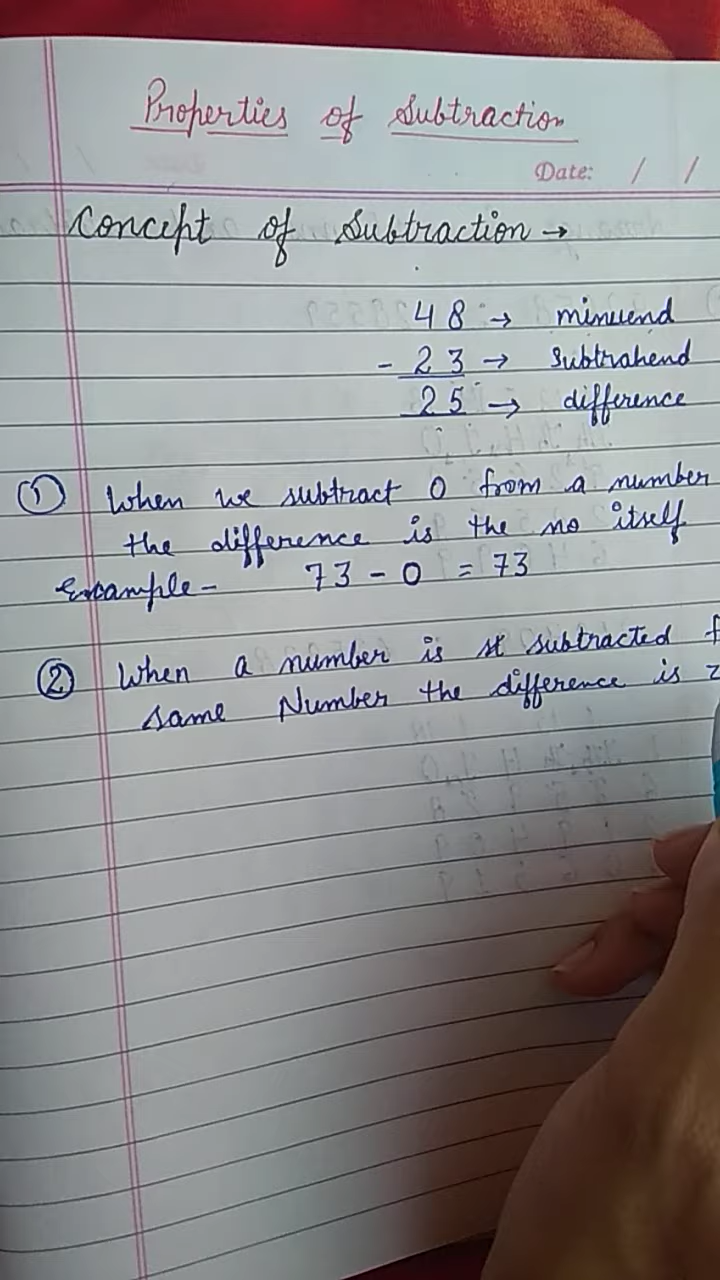 Properties of Subtraction
Date: / /
Concept of Subtraction →
48 → minuend
- 23 → Subtrahend
25 → difference
① When we subtract 0 from a number
the difference is the no itself
Example - 73 - 0 = 73
② When a number is st subtracted
same Number the difference is